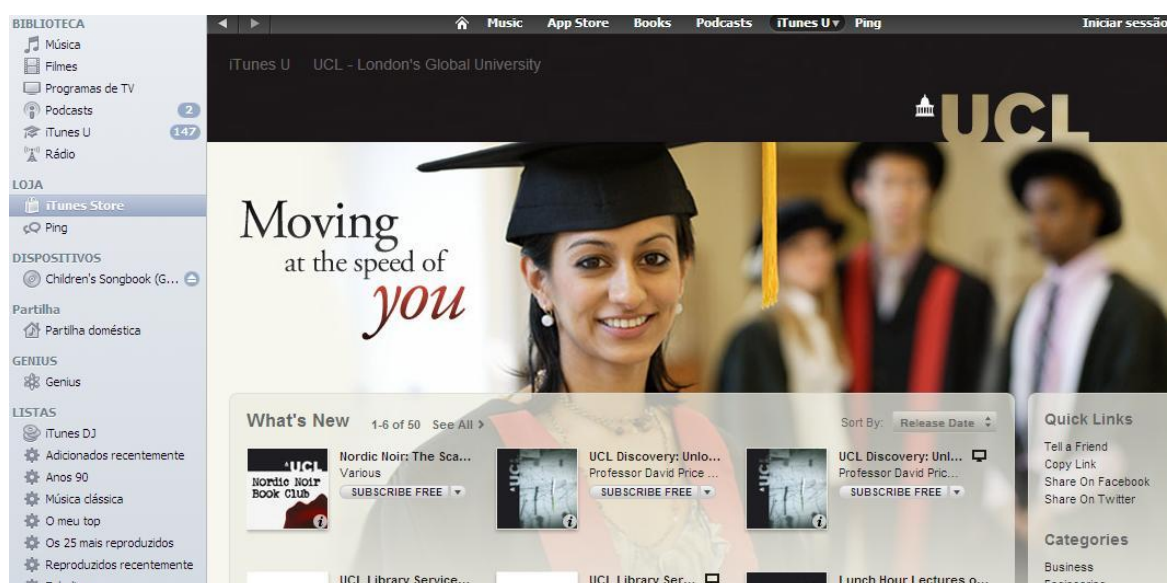 BIBLIOTECA
Música
Filmes
Programas de TV
Podcasts 2
iTunes U 147
Rádio
LOJA
iTunes Store
Ping
DISPOSITIVOS
Children's Songbook (G...
Partilha
Partilha doméstica
GENIUS
Genius
LISTAS
iTunes DJ
Adicionados recentemente
Anos 90
Música clássica
O meu top
Os 25 mais reproduzidos
Reproduzidos recentemente
Music App Store Books Podcasts iTunes U Ping Iniciar sessão
iTunes U UCL - London's Global University
UCL
Moving
at the speed of
you
What's New 1-6 of 50 See All > Sort By: Release Date
UCL
Nordic Noir
Book Club
Nordic Noir: The Sca...
Various
SUBSCRIBE FREE
UCL
UCL Discovery: Unlo...
Professor David Price ...
SUBSCRIBE FREE
UCL
UCL Discovery: Unl...
Professor David Pric...
SUBSCRIBE FREE
UCL Library Service...
UCL Library Ser...
Lunch Hour Lectures o...
Quick Links
Tell a Friend
Copy Link
Share On Facebook
Share On Twitter
Categories
Business